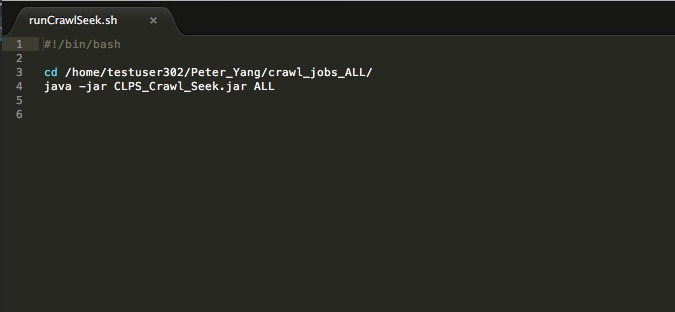 runCrawlSeek.sh ×
1 #!/bin/bash
2
3 cd /home/testuser302/Peter_Yang/crawl_jobs_ALL/
4 java -jar CLPS_Crawl_Seek.jar ALL
5
6